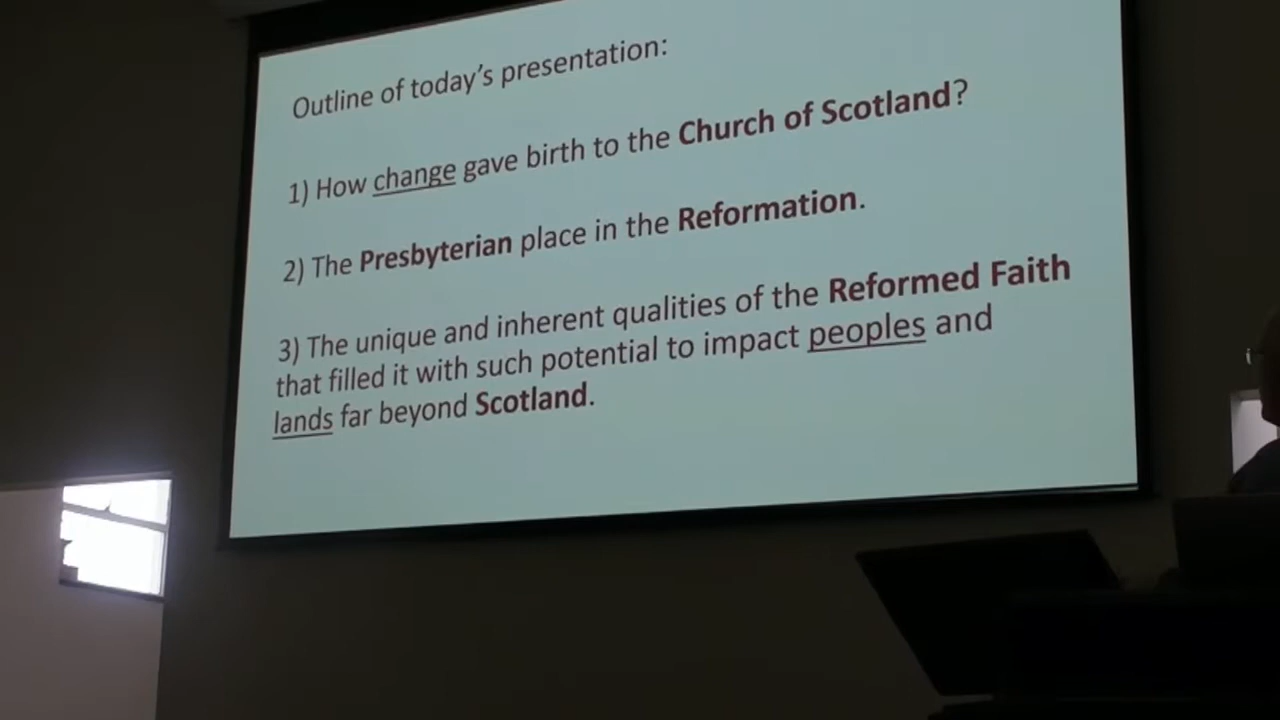 Outline of today's presentation:
1) How change gave birth to the Church of Scotland?
2) The Presbyterian place in the Reformation.
3) The unique and inherent qualities of the Reformed Faith
that filled it with such potential to impact peoples and
lands far beyond Scotland.